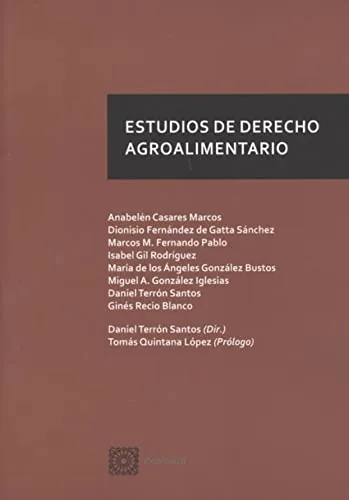 ESTUDIOS DE DERECHO
AGROALIMENTARIO
Anabelén Casares Marcos
Dionisio Fernández de Gatta Sánchez
Marcos M. Fernando Pablo
Isabel Gil Rodríguez
María de los Ángeles González Bustos
Miguel A. González Iglesias
Daniel Terrón Santos
Ginés Recio Blanco
Daniel Terrón Santos (Dir.)
Tomás Quintana López (Prólogo)